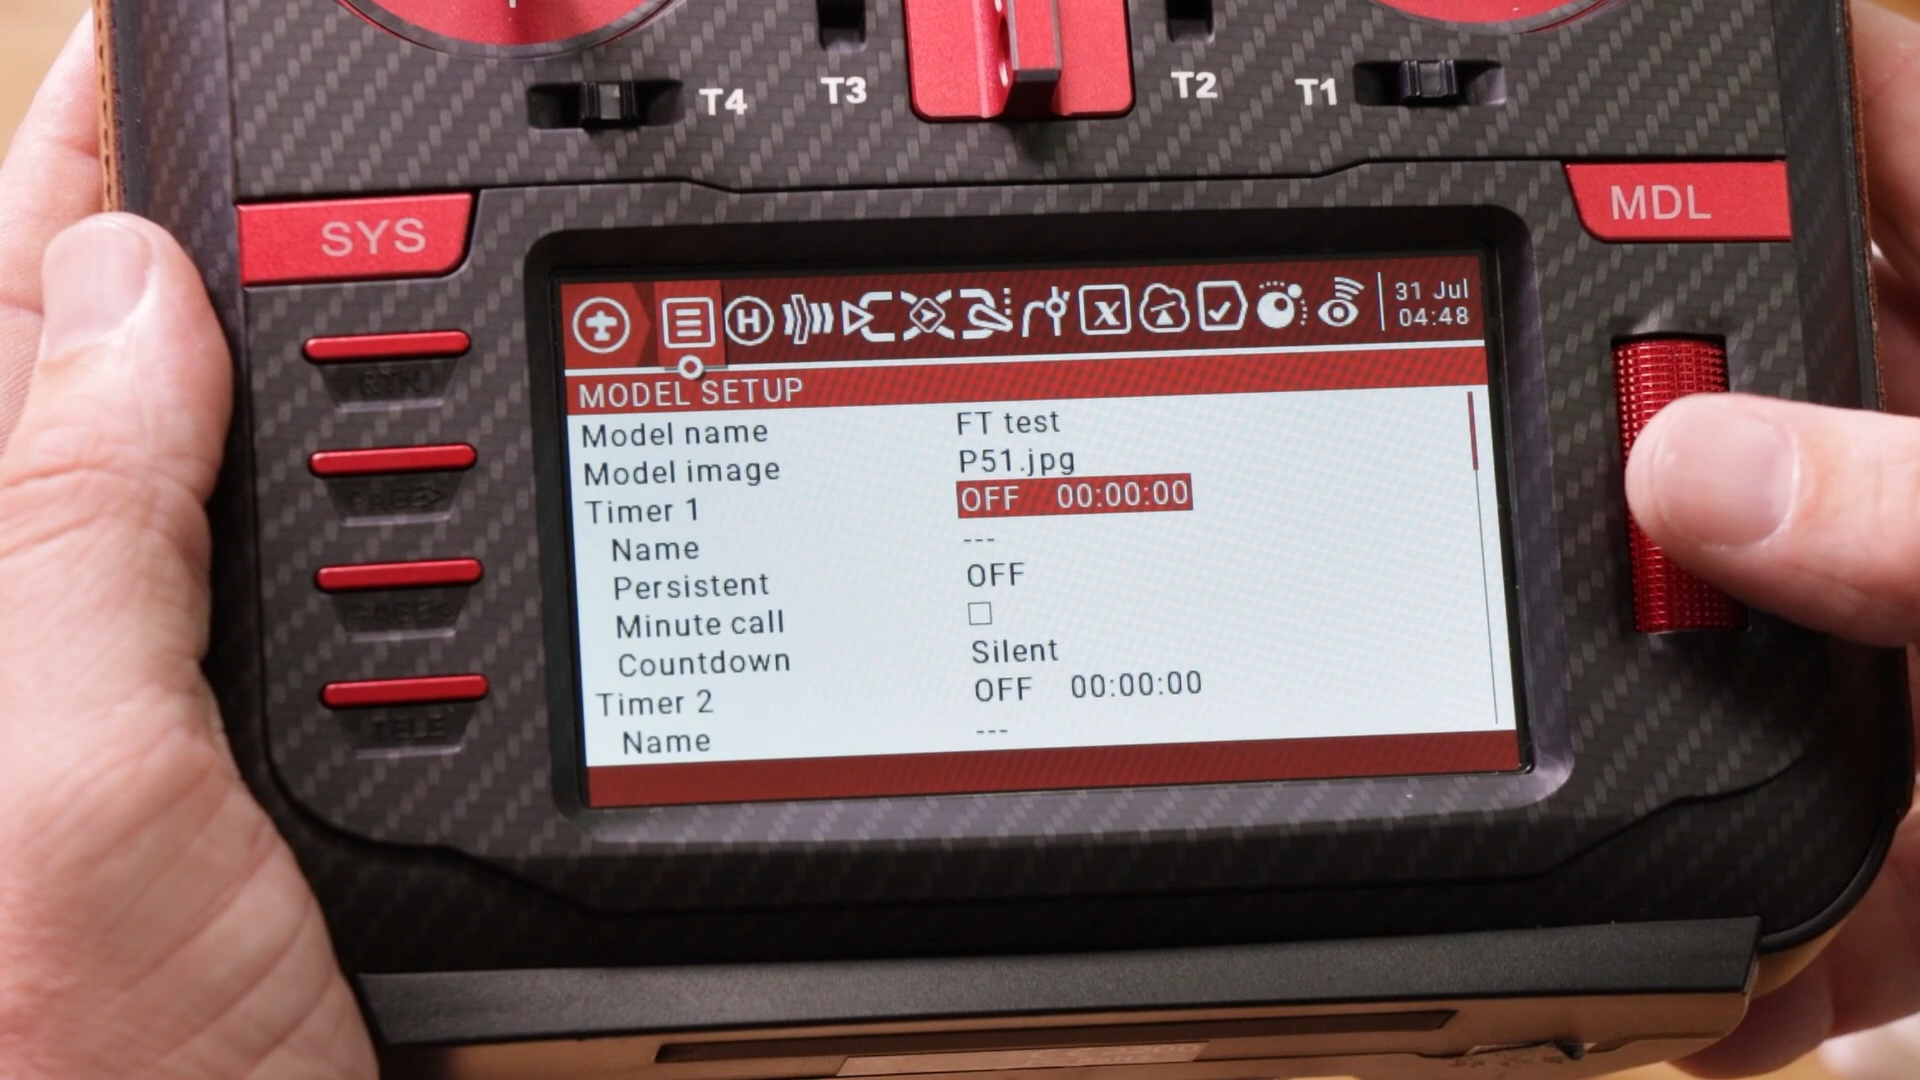 T4 T3 T2 T1
SYS
MDL
31 Jul
04:48
MODEL SETUP
Model name FT test
Model image P51.jpg
Timer 1 OFF 00:00:00
Name ---
Persistent OFF
Minute call
Countdown Silent
Timer 2 OFF 00:00:00
Name ---
RTN
PAGE>
PAGE<
TELE